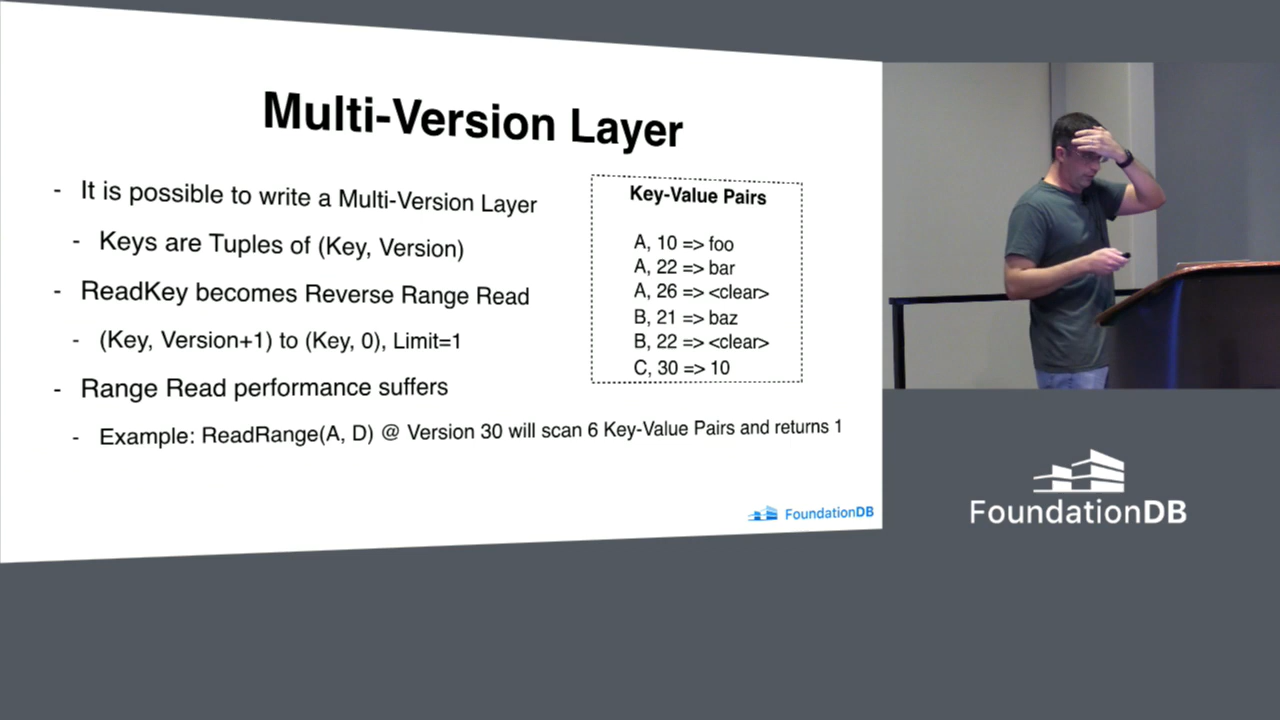 Multi-Version Layer
- It is possible to write a Multi-Version Layer
- Keys are Tuples of (Key, Version)
- ReadKey becomes Reverse Range Read
- (Key, Version+1) to (Key, 0), Limit=1
- Range Read performance suffers
- Example: ReadRange(A, D) @ Version 30 will scan 6 Key-Value Pairs and returns 1
Key-Value Pairs
A, 10 => foo
A, 22 => bar
A, 26 => <clear>
B, 21 => baz
B, 22 => <clear>
C, 30 => 10
FoundationDB
FoundationDB